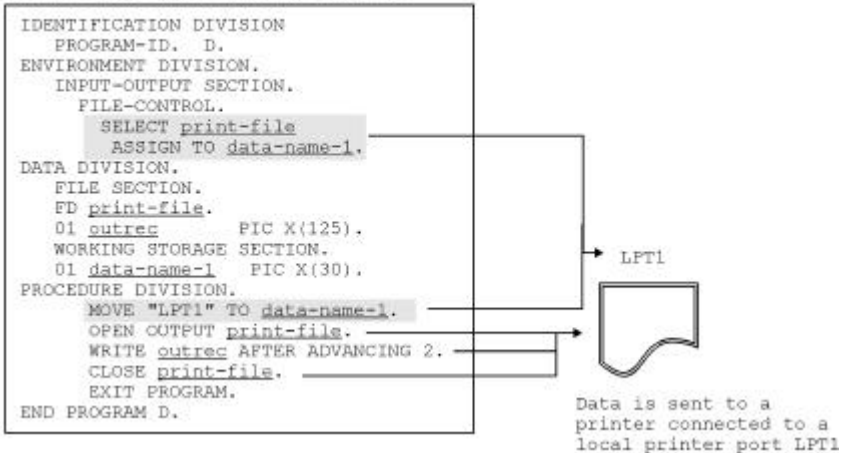 IDENTIFICATION DIVISION
PROGRAM-ID. D.
ENVIRONMENT DIVISION.
INPUT-OUTPUT SECTION.
FILE-CONTROL.
SELECT print-file
ASSIGN TO data-name-1.
DATA DIVISION.
FILE SECTION.
FD print-file.
01 outrec PIC X(125).
WORKING STORAGE SECTION.
01 data-name-1 PIC X(30).
PROCEDURE DIVISION.
MOVE "LPT1" TO data-name-1.
OPEN OUTPUT print-file.
WRITE outrec AFTER ADVANCING 2.
CLOSE print-file.
EXIT PROGRAM.
END PROGRAM D.
LPT1
Data is sent to a
printer connected to a
local printer port LPT1